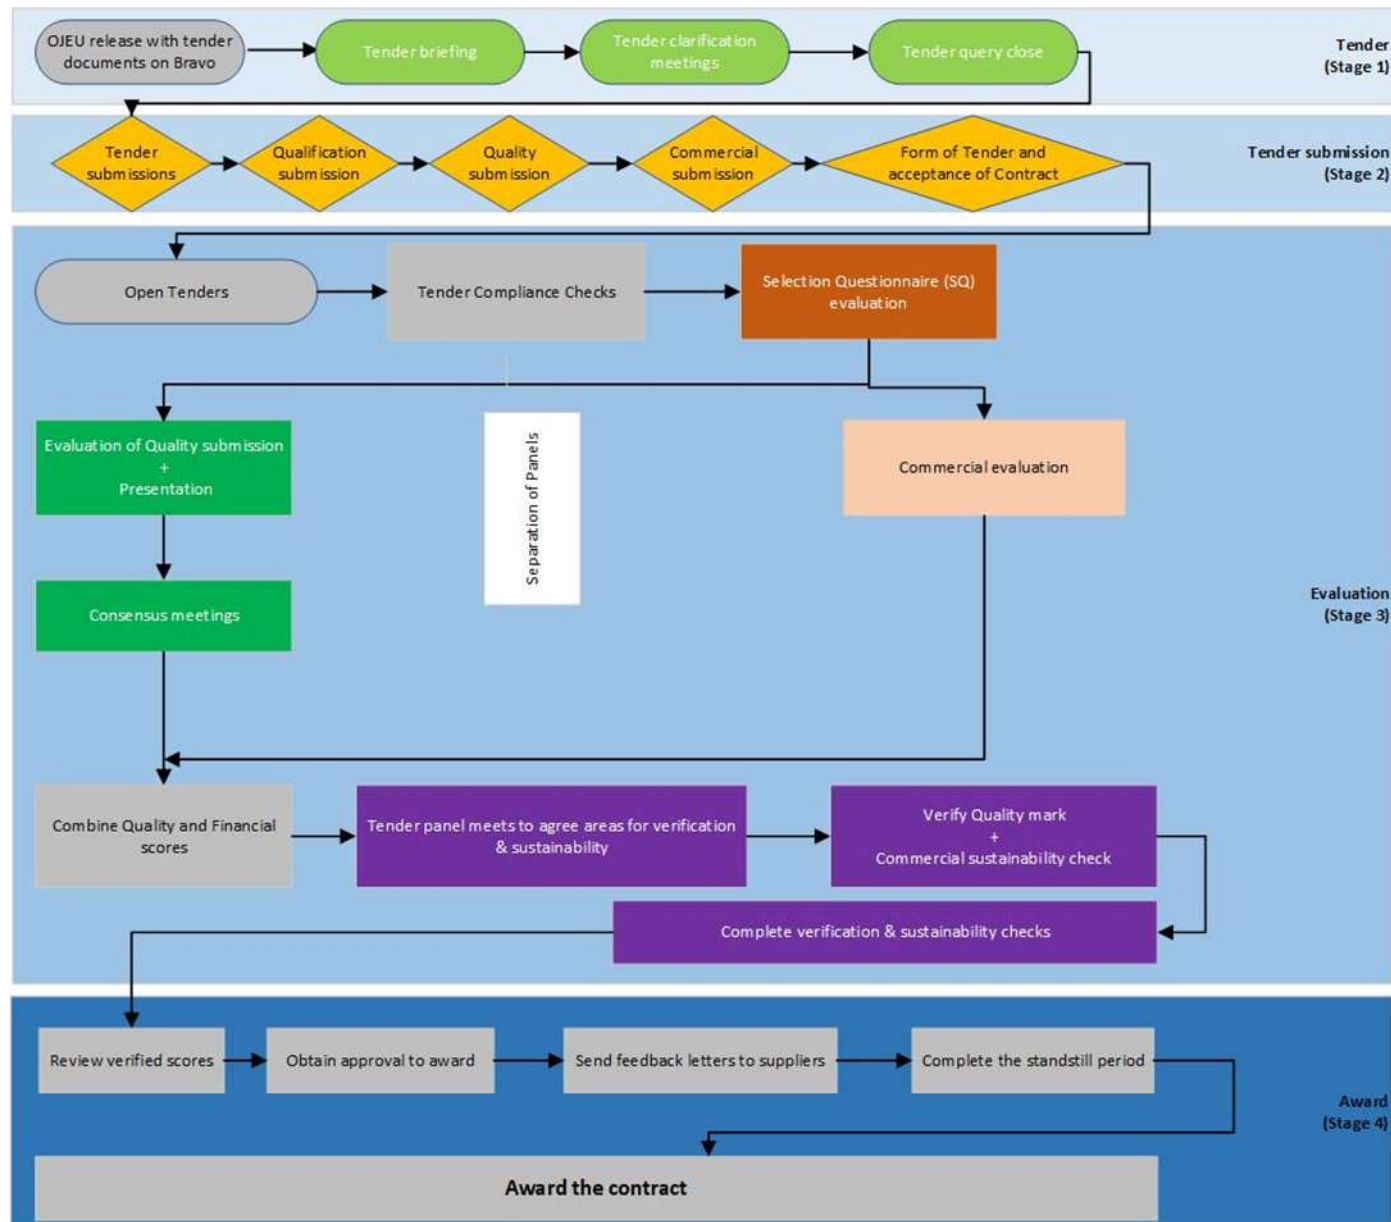 OJEU release with tender
documents on Bravo
Tender briefing
Tender clarification
meetings
Tender query close
Tender
(Stage 1)
Tender
submissions
Qualification
submission
Quality
submission
Commercial
submission
Form of Tender and
acceptance of Contract
Tender submission
(Stage 2)
Open Tenders
Tender Compliance Checks
Selection Questionnaire (SQ)
evaluation
Evaluation of Quality submission
+
Presentation
Separation of Panels
Commercial evaluation
Consensus meetings
Evaluation
(Stage 3)
Combine Quality and Financial
scores
Tender panel meets to agree areas for verification
& sustainability
Verify Quality mark
+
Commercial sustainability check
Complete verification & sustainability checks
Review verified scores
Obtain approval to award
Send feedback letters to suppliers
Complete the standstill period
Award
(Stage 4)
Award the contract